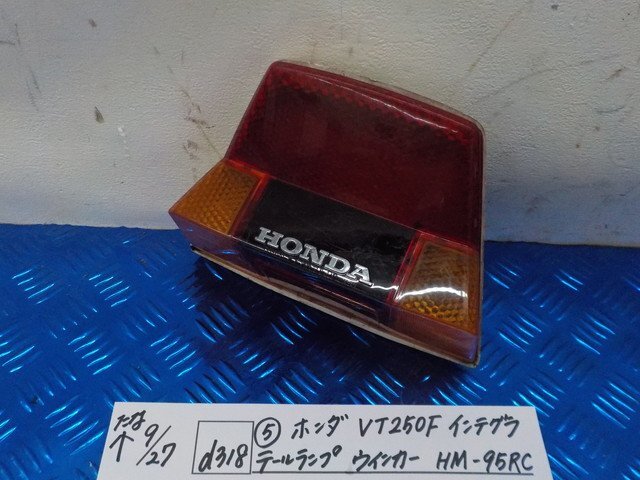 HONDA
たな
↑ 9/27
d318
⑤ ホンダ VT250F インテグラ
テールランプ ウインカー HM-95RC